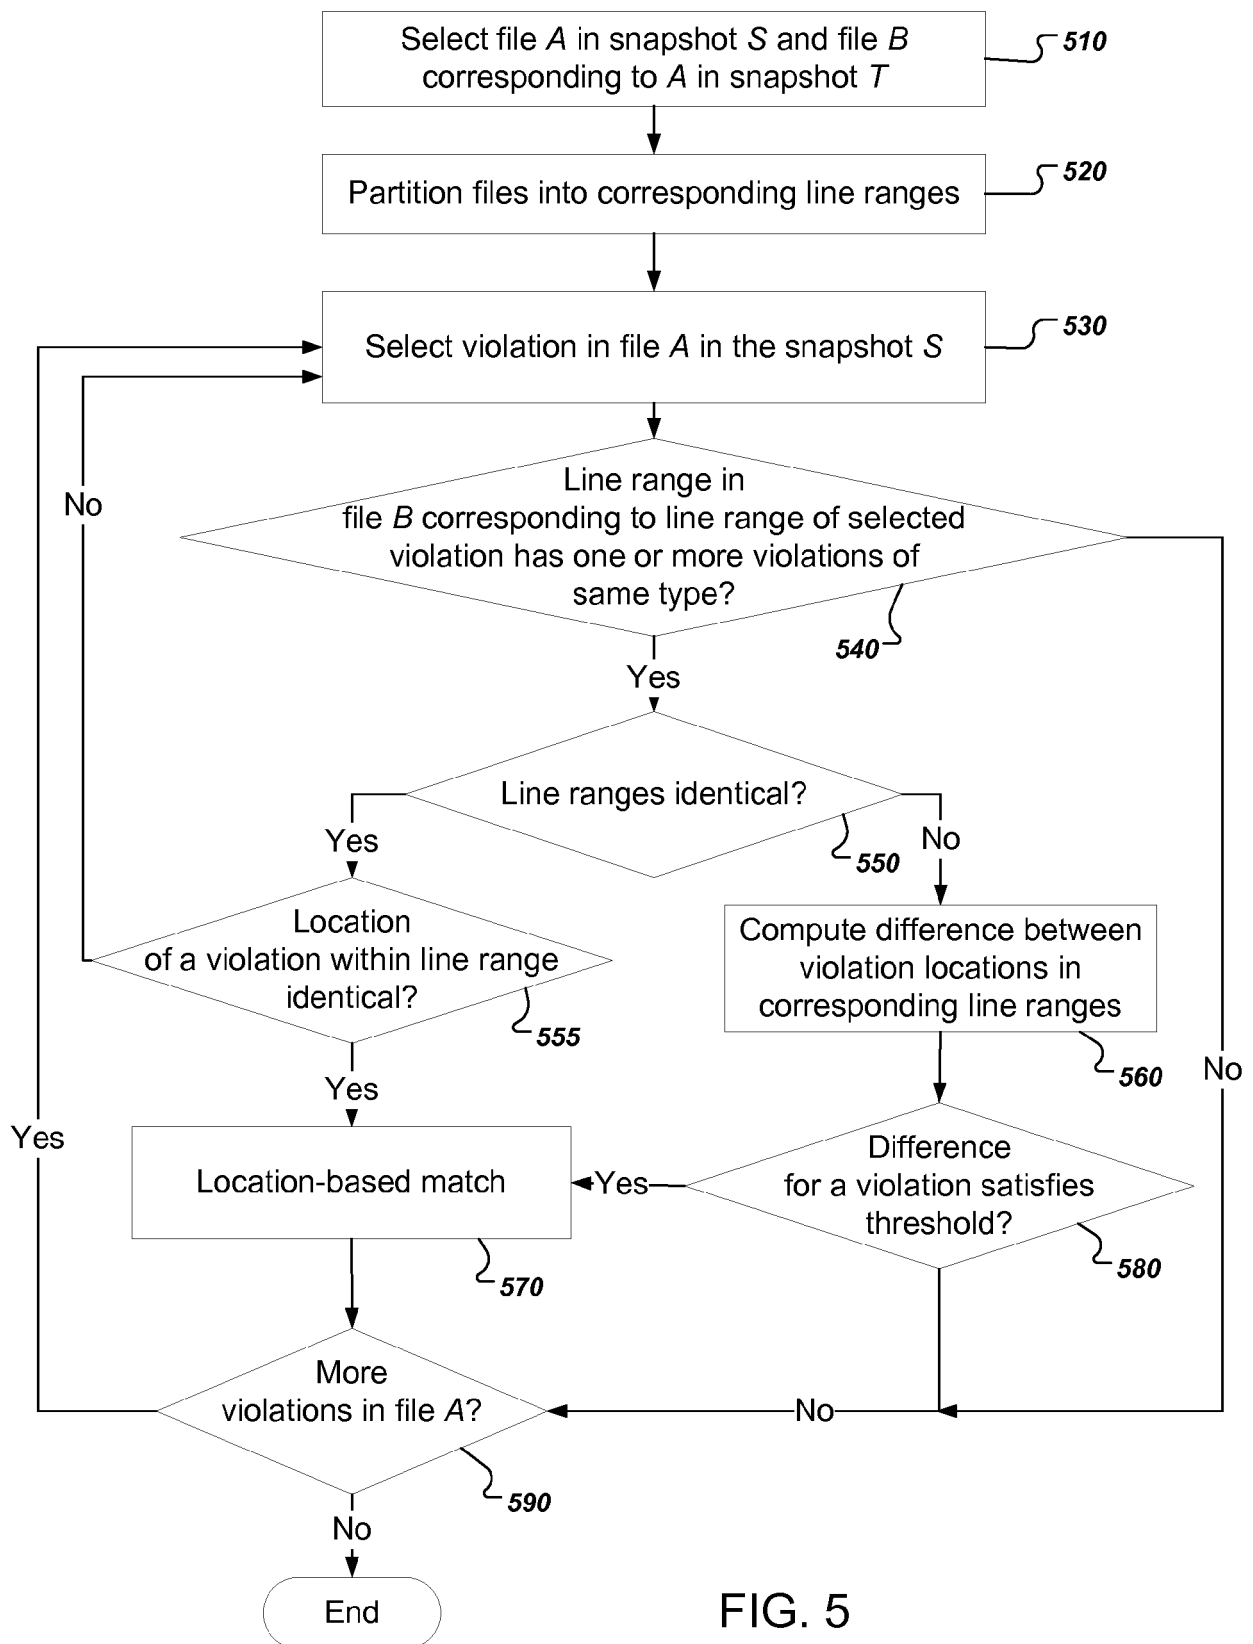 Select file A in snapshot S and file B
corresponding to A in snapshot T
510
Partition files into corresponding line ranges
520
Select violation in file A in the snapshot S
530
No
Line range in
file B corresponding to line range of selected
violation has one or more violations of
same type?
540
Yes
Line ranges identical?
550
Yes
No
Location
of a violation within line range
identical?
555
Compute difference between
violation locations in
corresponding line ranges
560
No
Yes
Yes
Location-based match
570
Yes
Difference
for a violation satisfies
threshold?
580
More
violations in file A?
590
No
No
End
FIG. 5